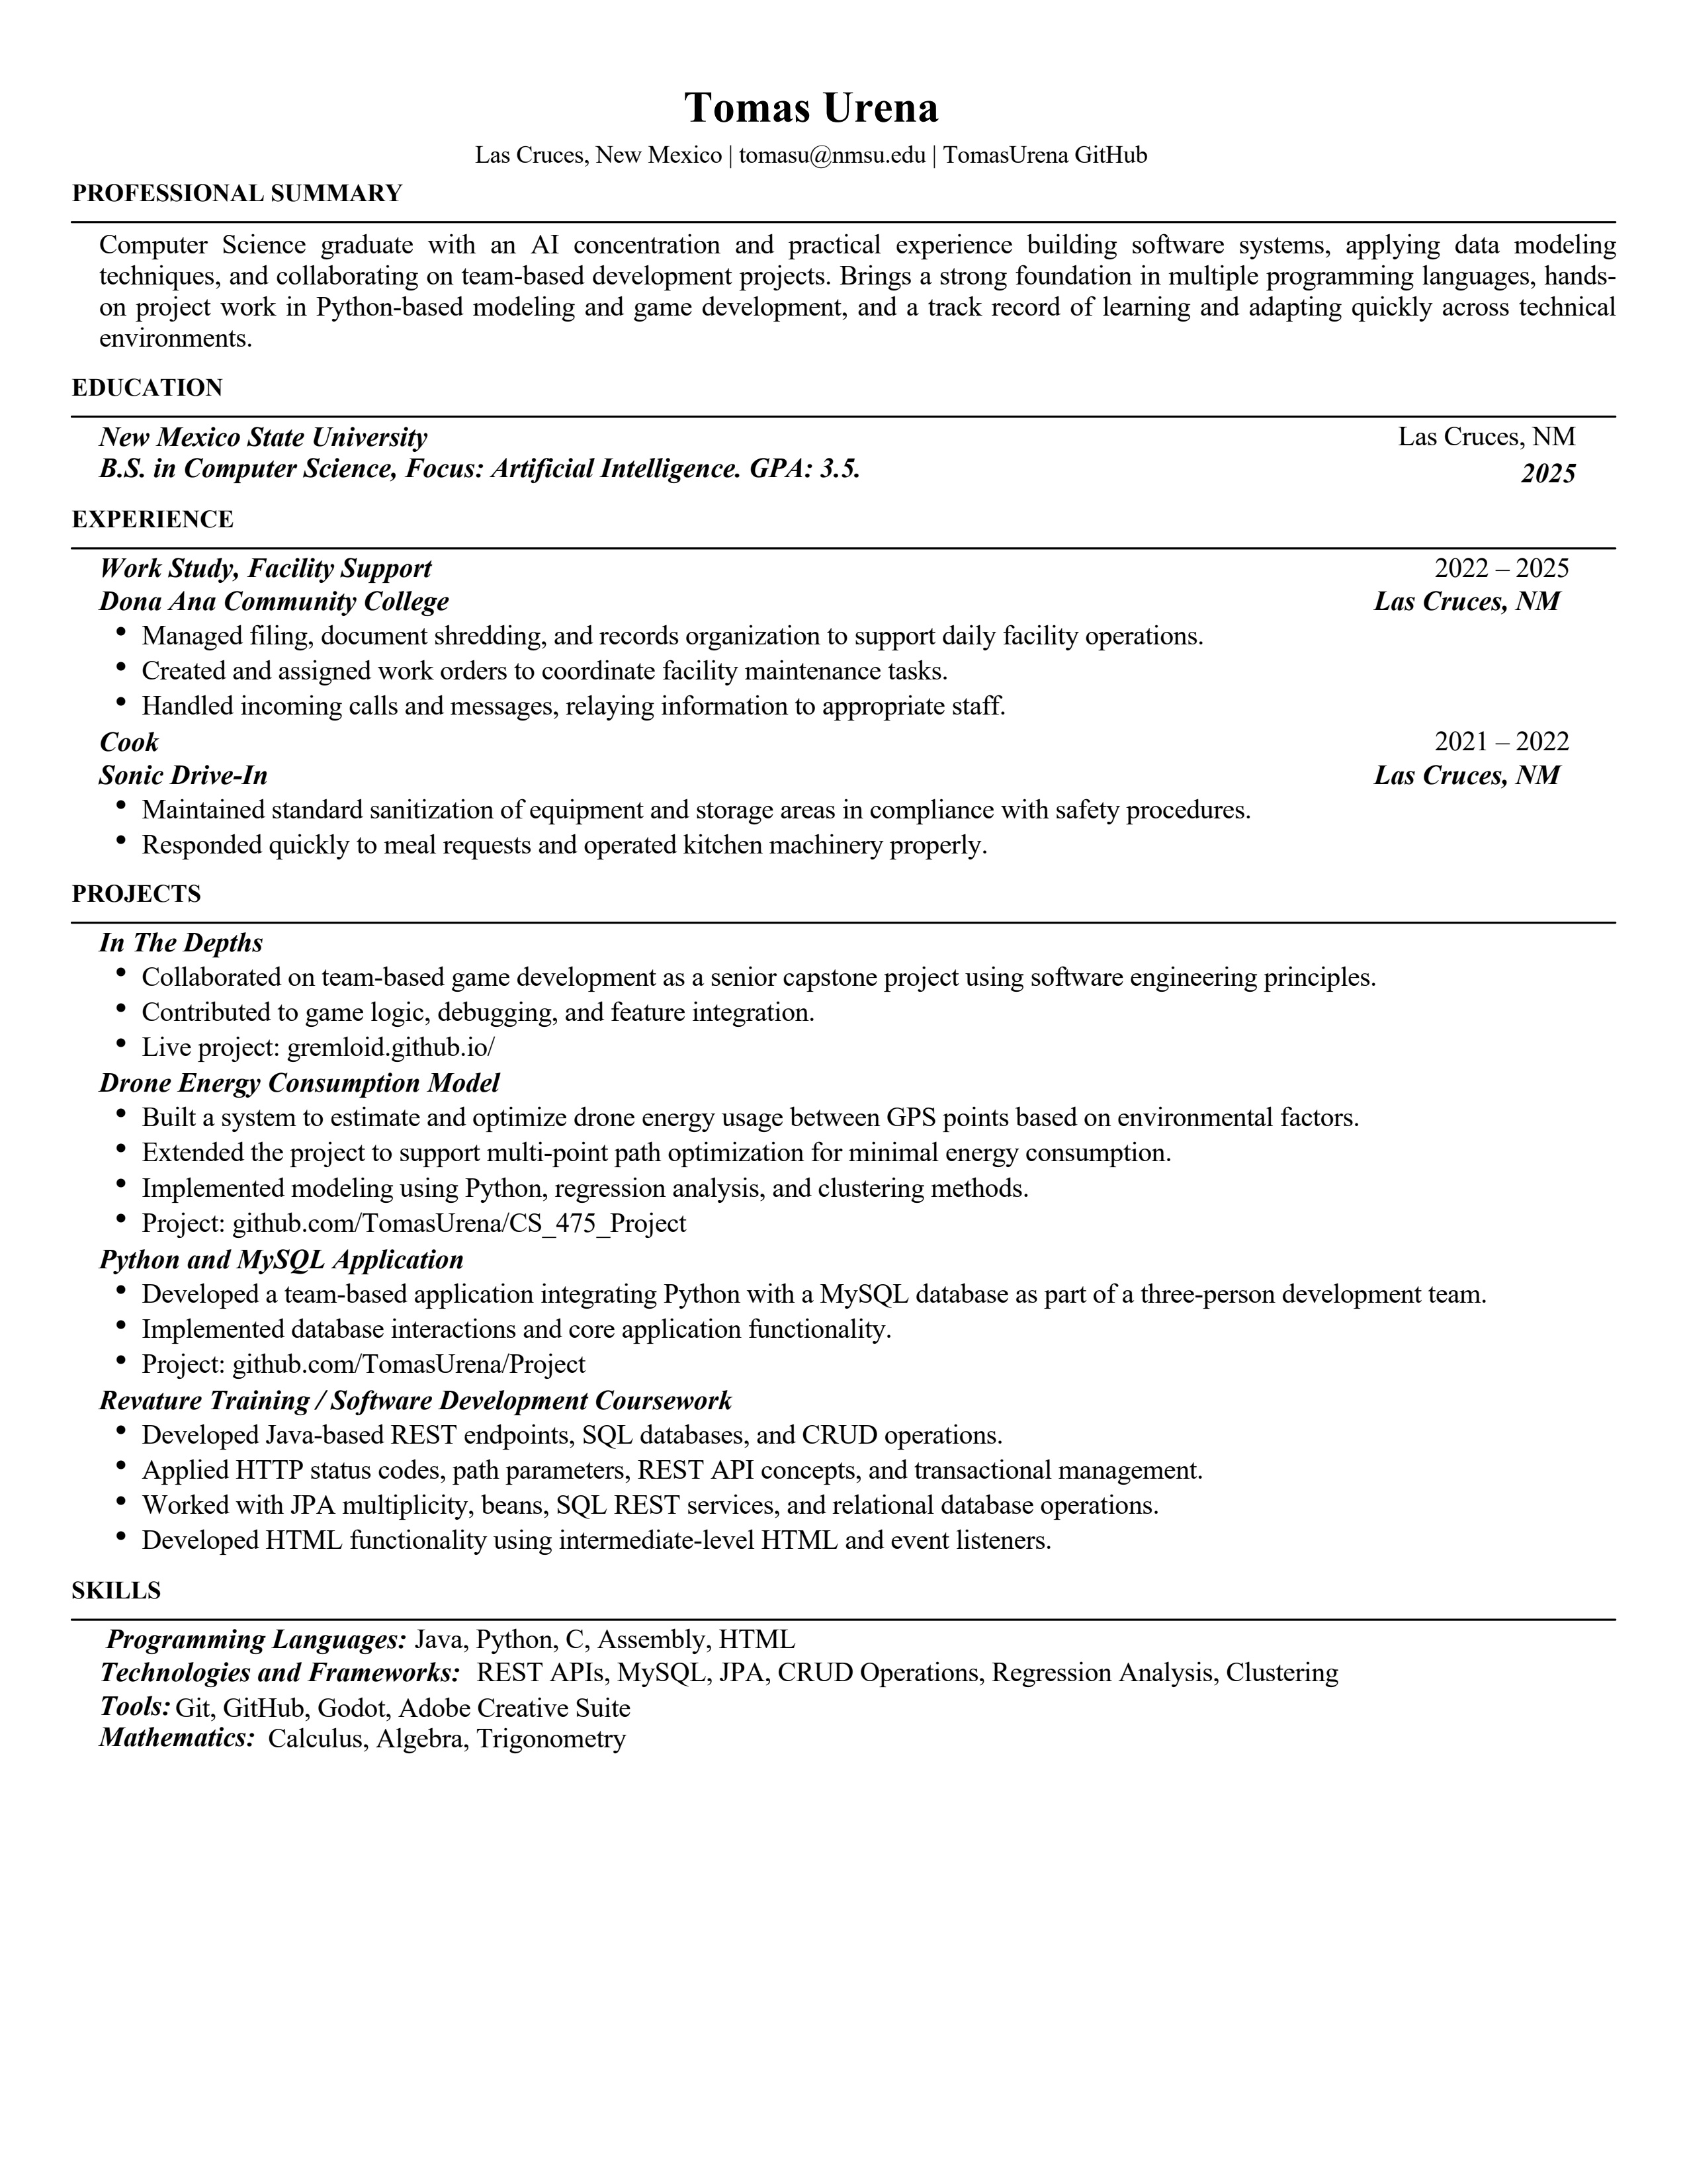 Tomas Urena
Las Cruces, New Mexico | tomasu@nmsu.edu | TomasUrena GitHub
PROFESSIONAL SUMMARY
Computer Science graduate with an AI concentration and practical experience building software systems, applying data modeling
techniques, and collaborating on team-based development projects. Brings a strong foundation in multiple programming languages, hands-
on project work in Python-based modeling and game development, and a track record of learning and adapting quickly across technical
environments.
EDUCATION
New Mexico State University Las Cruces, NM
B.S. in Computer Science, Focus: Artificial Intelligence. GPA: 3.5. 2025
EXPERIENCE
Work Study, Facility Support 2022 – 2025
Dona Ana Community College Las Cruces, NM
• Managed filing, document shredding, and records organization to support daily facility operations.
• Created and assigned work orders to coordinate facility maintenance tasks.
• Handled incoming calls and messages, relaying information to appropriate staff.
Cook 2021 – 2022
Sonic Drive-In Las Cruces, NM
• Maintained standard sanitization of equipment and storage areas in compliance with safety procedures.
• Responded quickly to meal requests and operated kitchen machinery properly.
PROJECTS
In The Depths
• Collaborated on team-based game development as a senior capstone project using software engineering principles.
• Contributed to game logic, debugging, and feature integration.
• Live project: gremloid.github.io/
Drone Energy Consumption Model
• Built a system to estimate and optimize drone energy usage between GPS points based on environmental factors.
• Extended the project to support multi-point path optimization for minimal energy consumption.
• Implemented modeling using Python, regression analysis, and clustering methods.
• Project: github.com/TomasUrena/CS_475_Project
Python and MySQL Application
• Developed a team-based application integrating Python with a MySQL database as part of a three-person development team.
• Implemented database interactions and core application functionality.
• Project: github.com/TomasUrena/Project
Revature Training / Software Development Coursework
• Developed Java-based REST endpoints, SQL databases, and CRUD operations.
• Applied HTTP status codes, path parameters, REST API concepts, and transactional management.
• Worked with JPA multiplicity, beans, SQL REST services, and relational database operations.
• Developed HTML functionality using intermediate-level HTML and event listeners.
SKILLS
Programming Languages: Java, Python, C, Assembly, HTML
Technologies and Frameworks: REST APIs, MySQL, JPA, CRUD Operations, Regression Analysis, Clustering
Tools: Git, GitHub, Godot, Adobe Creative Suite
Mathematics: Calculus, Algebra, Trigonometry